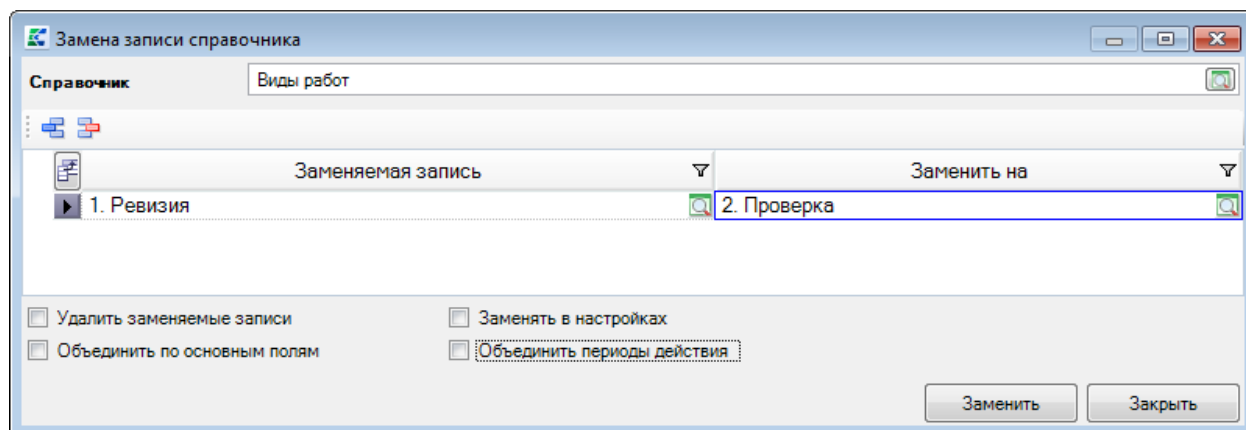 Замена записи справочника
Справочник Виды работ
Заменяемая запись Заменить на
1. Ревизия 2. Проверка
Удалить заменяемые записи Заменять в настройках
Объединить по основным полям Объединить периоды действия
Заменить Закрыть